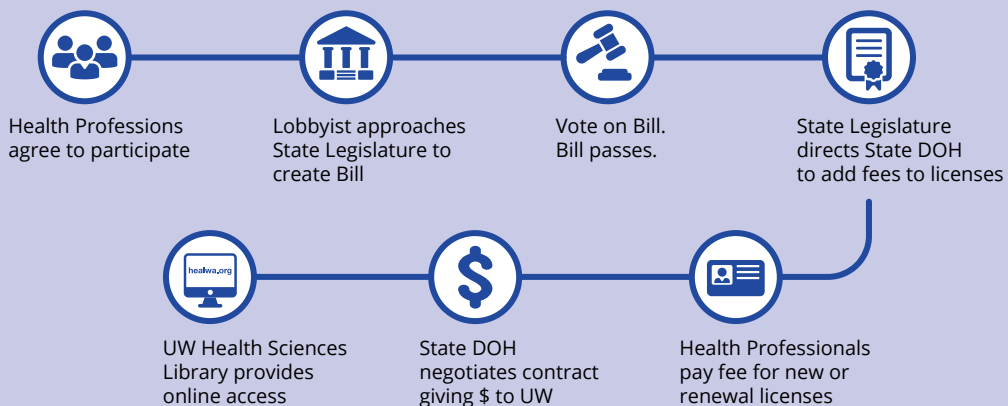 Health Professions
agree to participate
Lobbyist approaches
State Legislature to
create Bill
Vote on Bill.
Bill passes.
State Legislature
directs State DOH
to add fees to licenses
healwa.org
UW Health Sciences
Library provides
online access
$
State DOH
negotiates contract
giving $ to UW
Health Professionals
pay fee for new or
renewal licenses